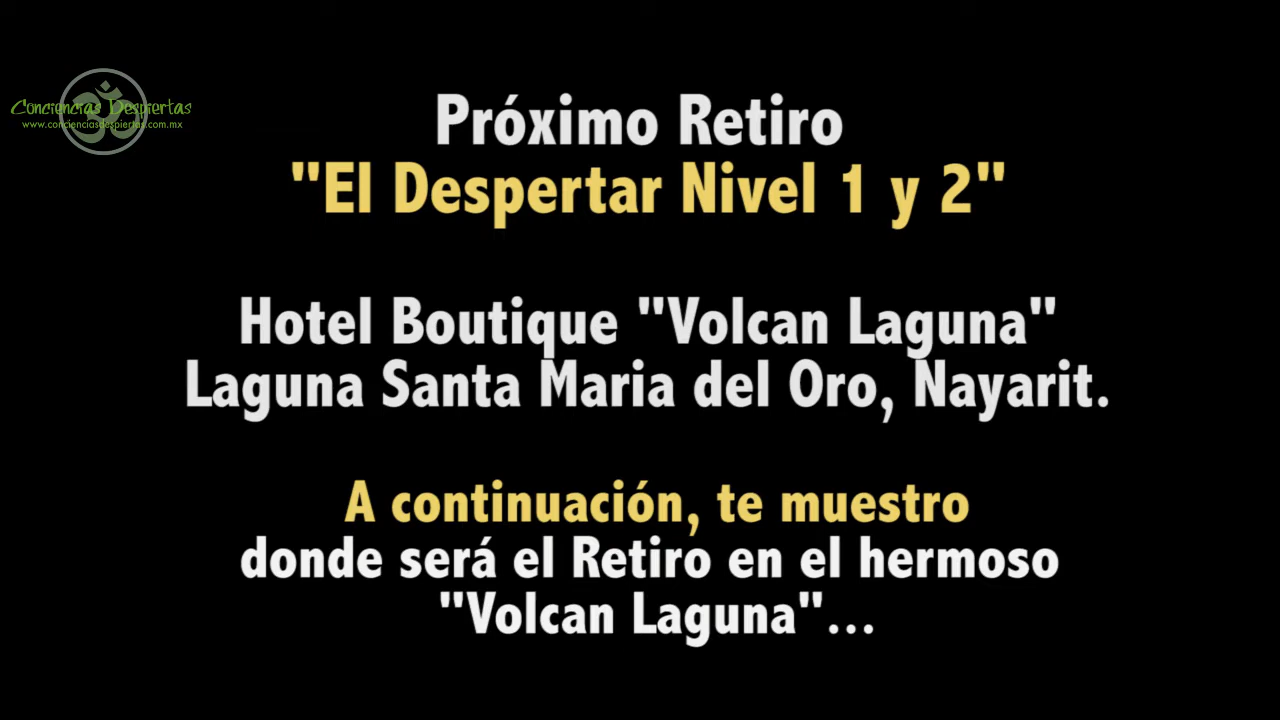 Conciencias Despiertas
www.concienciasdespiertas.com.mx
Próximo Retiro
"El Despertar Nivel 1 y 2"
Hotel Boutique "Volcan Laguna"
Laguna Santa Maria del Oro, Nayarit.
A continuación, te muestro
donde será el Retiro en el hermoso
"Volcan Laguna"...